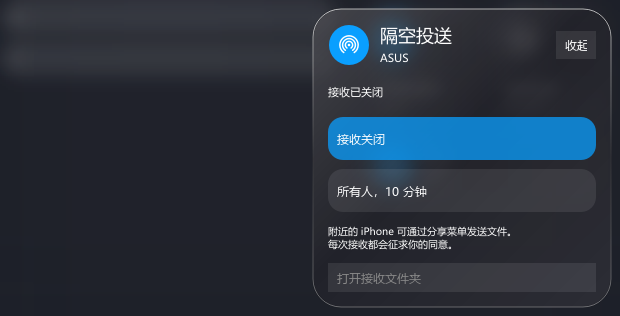 隔空投送
收起
ASUS
接收已关闭
接收关闭
所有人，10 分钟
附近的 iPhone 可通过分享菜单发送文件。
每次接收都会征求你的同意。
打开接收文件夹